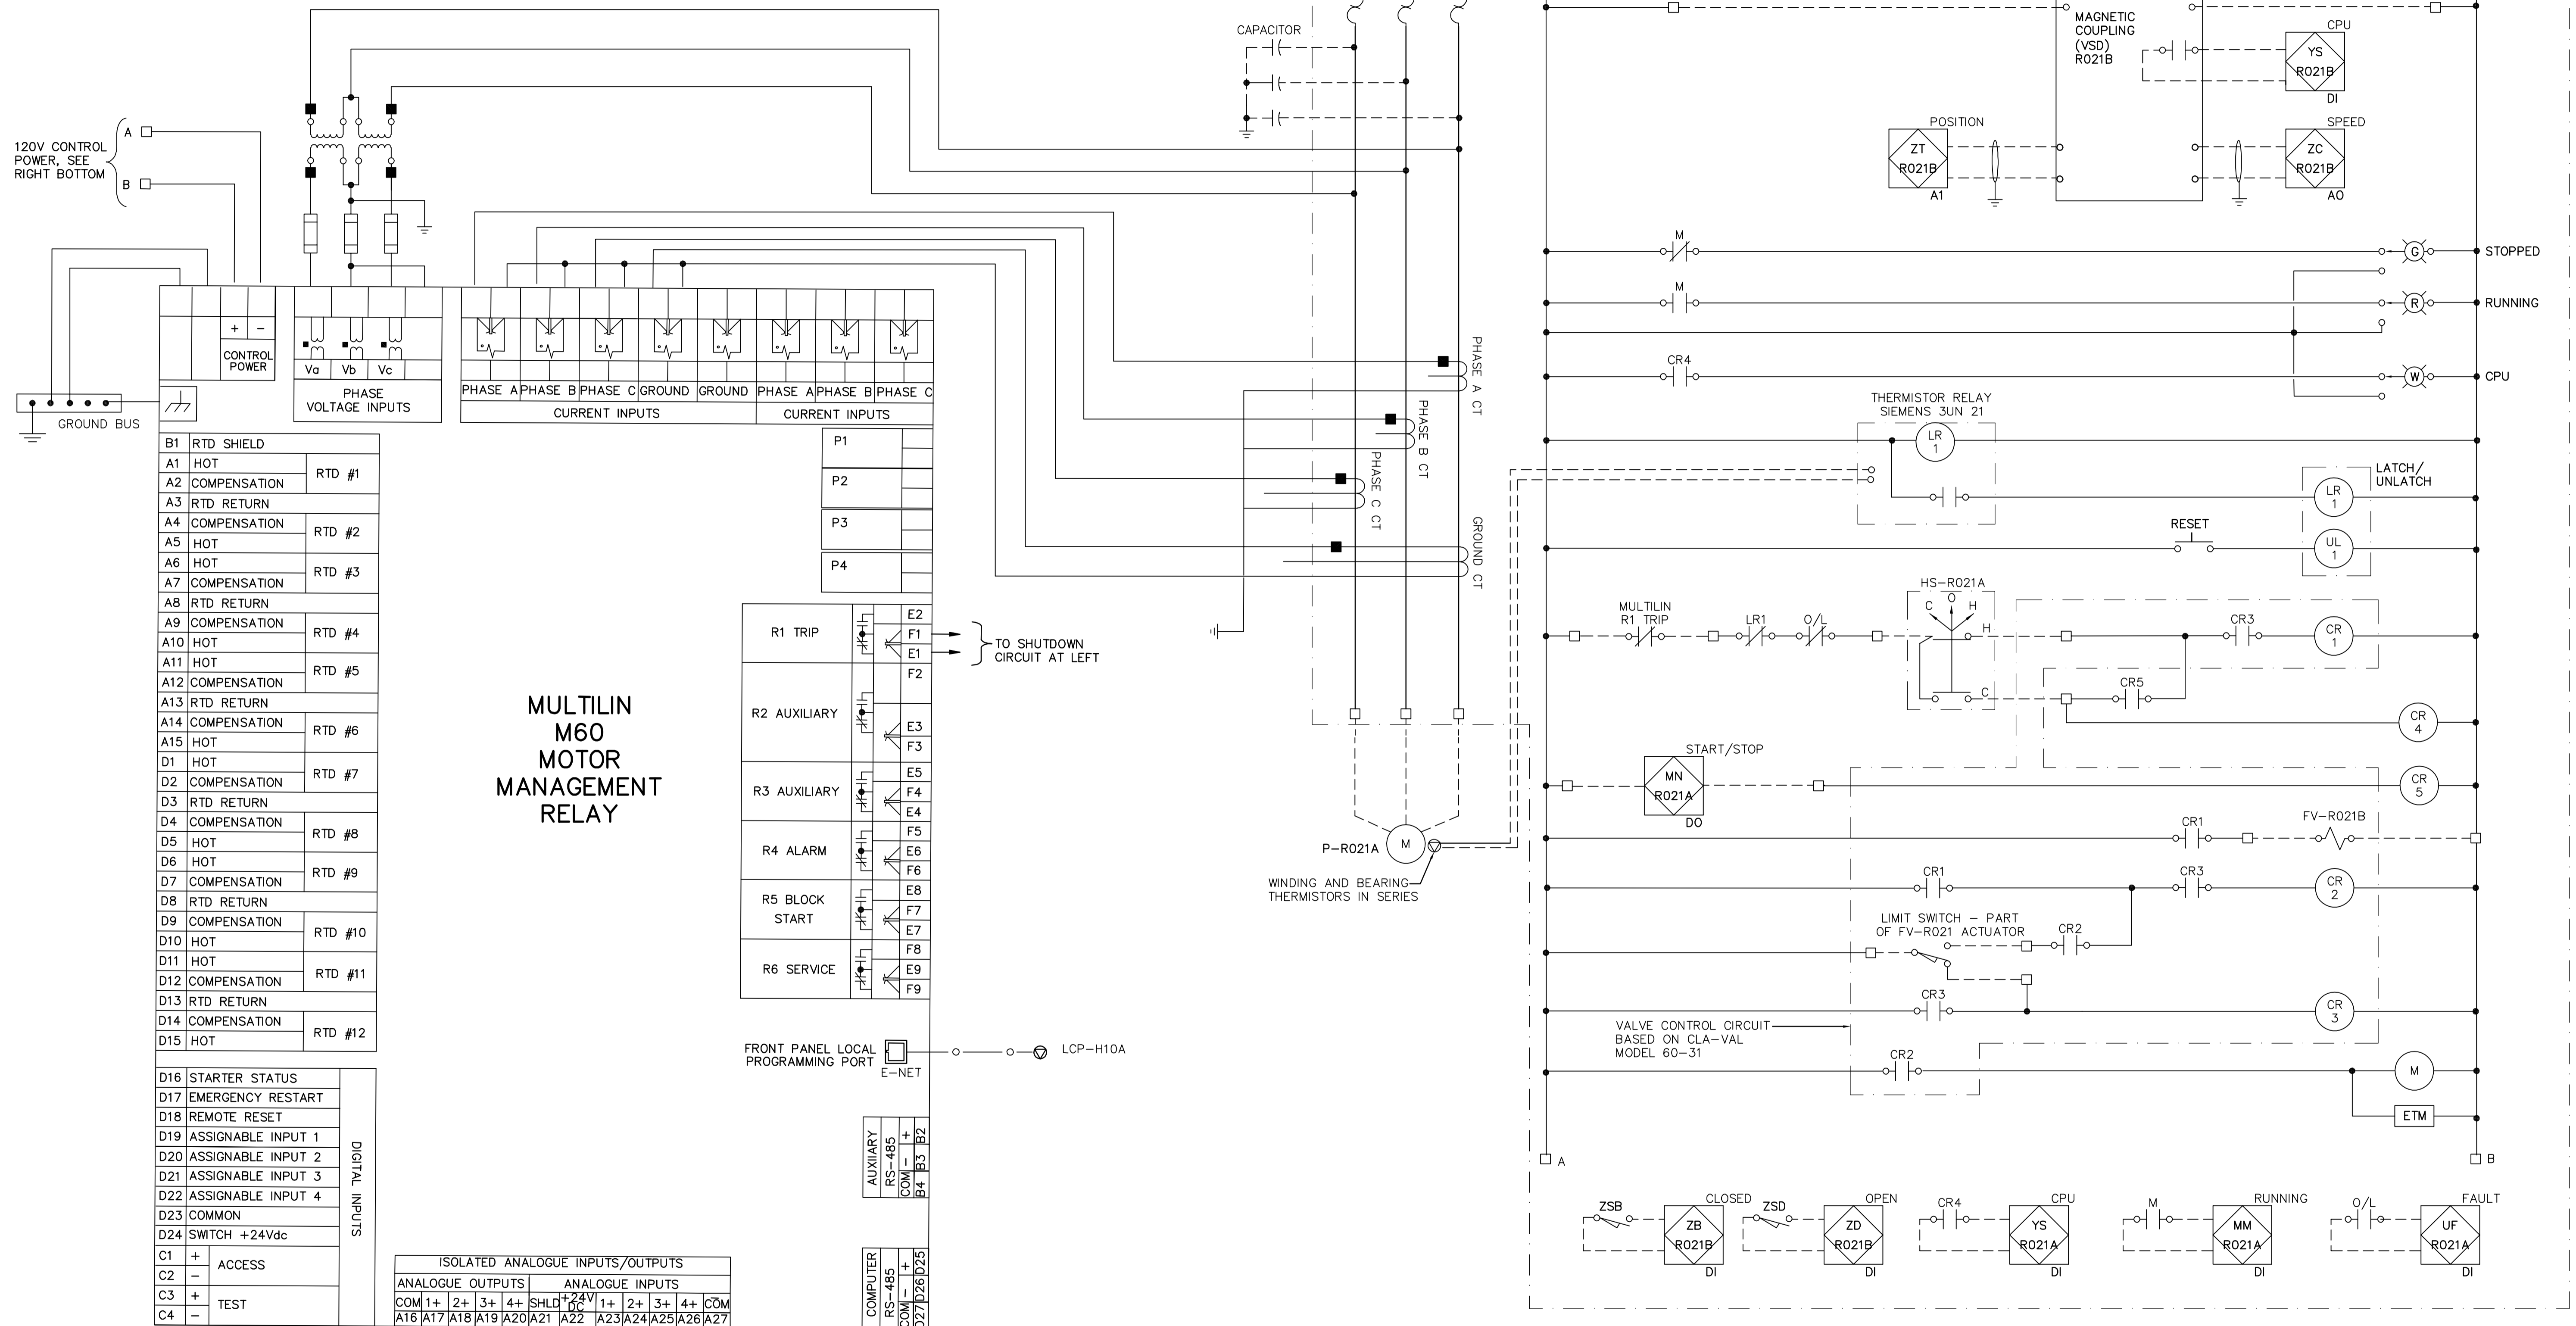 120V CONTROL
POWER, SEE
RIGHT BOTTOM
A
B
GROUND BUS
+ −
CONTROL
POWER
Va Vb Vc
PHASE
VOLTAGE INPUTS
PHASE A PHASE B PHASE C GROUND GROUND PHASE A PHASE B PHASE C
CURRENT INPUTS
CURRENT INPUTS
B1 RTD SHIELD
A1 HOT
RTD #1
A2 COMPENSATION
A3 RTD RETURN
A4 COMPENSATION
RTD #2
A5 HOT
A6 HOT
RTD #3
A7 COMPENSATION
A8 RTD RETURN
A9 COMPENSATION
RTD #4
A10 HOT
A11 HOT
RTD #5
A12 COMPENSATION
A13 RTD RETURN
A14 COMPENSATION
RTD #6
A15 HOT
D1 HOT
RTD #7
D2 COMPENSATION
D3 RTD RETURN
D4 COMPENSATION
RTD #8
D5 HOT
D6 HOT
RTD #9
D7 COMPENSATION
D8 RTD RETURN
D9 COMPENSATION
RTD #10
D10 HOT
D11 HOT
RTD #11
D12 COMPENSATION
D13 RTD RETURN
D14 COMPENSATION
RTD #12
D15 HOT
D16 STARTER STATUS
D17 EMERGENCY RESTART
D18 REMOTE RESET
D19 ASSIGNABLE INPUT 1
D20 ASSIGNABLE INPUT 2
D21 ASSIGNABLE INPUT 3
D22 ASSIGNABLE INPUT 4
D23 COMMON
D24 SWITCH +24Vdc
DIGITAL INPUTS
C1 +
ACCESS
C2 −
C3 +
TEST
C4 −
MULTILIN
M60
MOTOR
MANAGEMENT
RELAY
P1
P2
P3
P4
R1 TRIP
E2
F1
E1
TO SHUTDOWN
CIRCUIT AT LEFT
R2 AUXILIARY
F2
E3
F3
R3 AUXILIARY
E5
F4
E4
R4 ALARM
F5
E6
F6
R5 BLOCK
START
E8
F7
E7
R6 SERVICE
F8
E9
F9
FRONT PANEL LOCAL
PROGRAMMING PORT
E-NET
LCP-H10A
AUXIIARY
RS-485
COM − +
B4 B3 B2
COMPUTER
RS-485
COM − +
D27 D26 D25
ISOLATED ANALOGUE INPUTS/OUTPUTS
ANALOGUE OUTPUTS ANALOGUE INPUTS
COM 1+ 2+ 3+ 4+ SHLD +24V DC 1+ 2+ 3+ 4+ COM
A16 A17 A18 A19 A20 A21 A22 A23 A24 A25 A26 A27
CAPACITOR
PHASE A CT
PHASE B CT
PHASE C CT
GROUND CT
P-R021A
M
WINDING AND BEARING
THERMISTORS IN SERIES
MAGNETIC
COUPLING
(VSD)
R021B
CPU
YS
R021B
DI
POSITION
ZT
R021B
A1
SPEED
ZC
R021B
AO
M
G
STOPPED
M
R
RUNNING
CR4
W
CPU
THERMISTOR RELAY
SIEMENS 3UN 21
LR
1
LATCH/
UNLATCH
LR
1
RESET
UL
1
HS-R021A
C O H
MULTILIN
R1 TRIP
LR1
O/L
H
CR3
CR
1
C
CR5
CR
4
START/STOP
MN
R021A
DO
CR
5
CR1
FV-R021B
CR1
CR3
CR
2
LIMIT SWITCH − PART
OF FV-R021 ACTUATOR
CR2
CR3
CR
3
VALVE CONTROL CIRCUIT
BASED ON CLA-VAL
MODEL 60-31
CR2
M
ETM
A
B
ZSB
CLOSED
ZB
R021B
DI
ZSD
OPEN
ZD
R021B
DI
CR4
CPU
YS
R021A
DI
M
RUNNING
MM
R021A
DI
O/L
FAULT
UF
R021A
DI